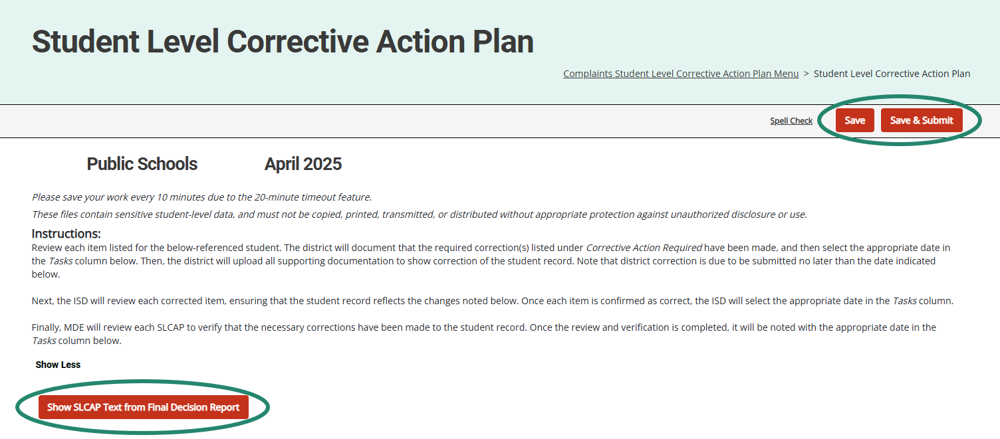 Student Level Corrective Action Plan
Complaints Student Level Corrective Action Plan Menu > Student Level Corrective Action Plan
Spell Check Save Save & Submit
Public Schools April 2025
Please save your work every 10 minutes due to the 20-minute timeout feature.
These files contain sensitive student-level data, and must not be copied, printed, transmitted, or distributed without appropriate protection against unauthorized disclosure or use.
Instructions:
Review each item listed for the below-referenced student. The district will document that the required correction(s) listed under Corrective Action Required have been made, and then select the appropriate date in
the Tasks column below. Then, the district will upload all supporting documentation to show correction of the student record. Note that district correction is due to be submitted no later than the date indicated
below.
Next, the ISD will review each corrected item, ensuring that the student record reflects the changes noted below. Once each item is confirmed as correct, the ISD will select the appropriate date in the Tasks column.
Finally, MDE will review each SLCAP to verify that the necessary corrections have been made to the student record. Once the review and verification is completed, it will be noted with the appropriate date in the
Tasks column below.
Show Less
Show SLCAP Text from Final Decision Report